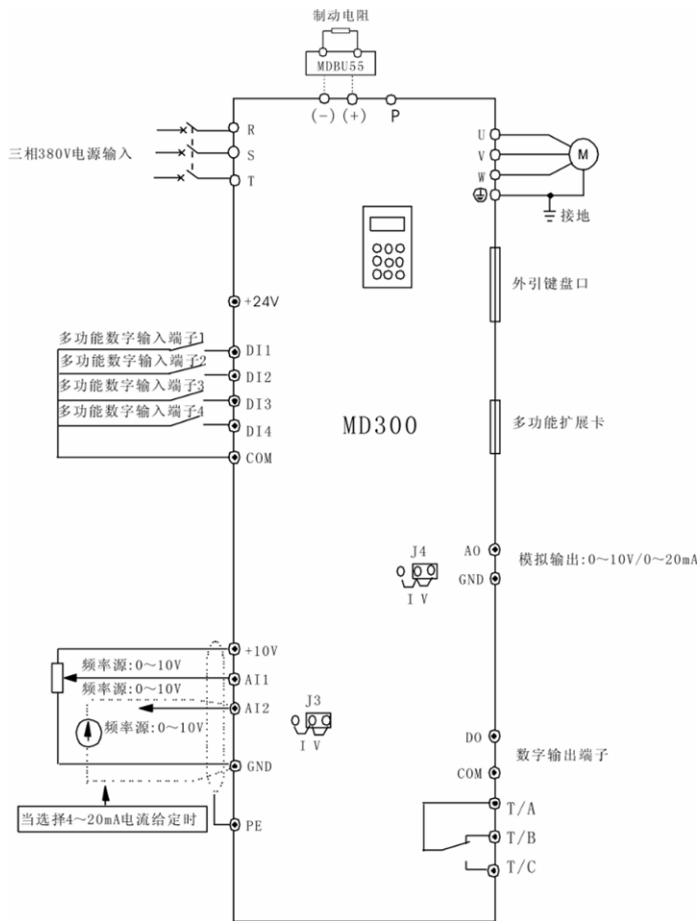 制动电阻
MDBU55
(-)
(+)
P
R
S
T
三相380V电源输入
U
V
W
M
接地
外引键盘口
+24V
多功能数字输入端子1
DI1
多功能数字输入端子2
DI2
多功能数字输入端子3
DI3
多功能数字输入端子4
DI4
COM
MD300
多功能扩展卡
J4
I V
AO
GND
模拟输出:0～10V/0～20mA
+10V
频率源:0～10V
AI1
频率源:0～10V
AI2
频率源:0～10V
GND
J3
I V
当选择4～20mA电流给定时
PE
DO
数字输出端子
COM
T/A
T/B
T/C